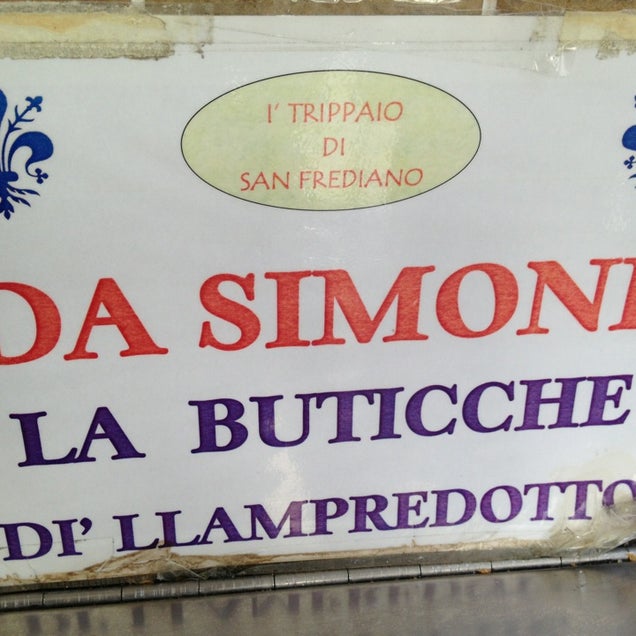 I' TRIPPAIO
DI
SAN FREDIANO
DA SIMONE
LA BUTICCHE
DI' LLAMPREDOTTO